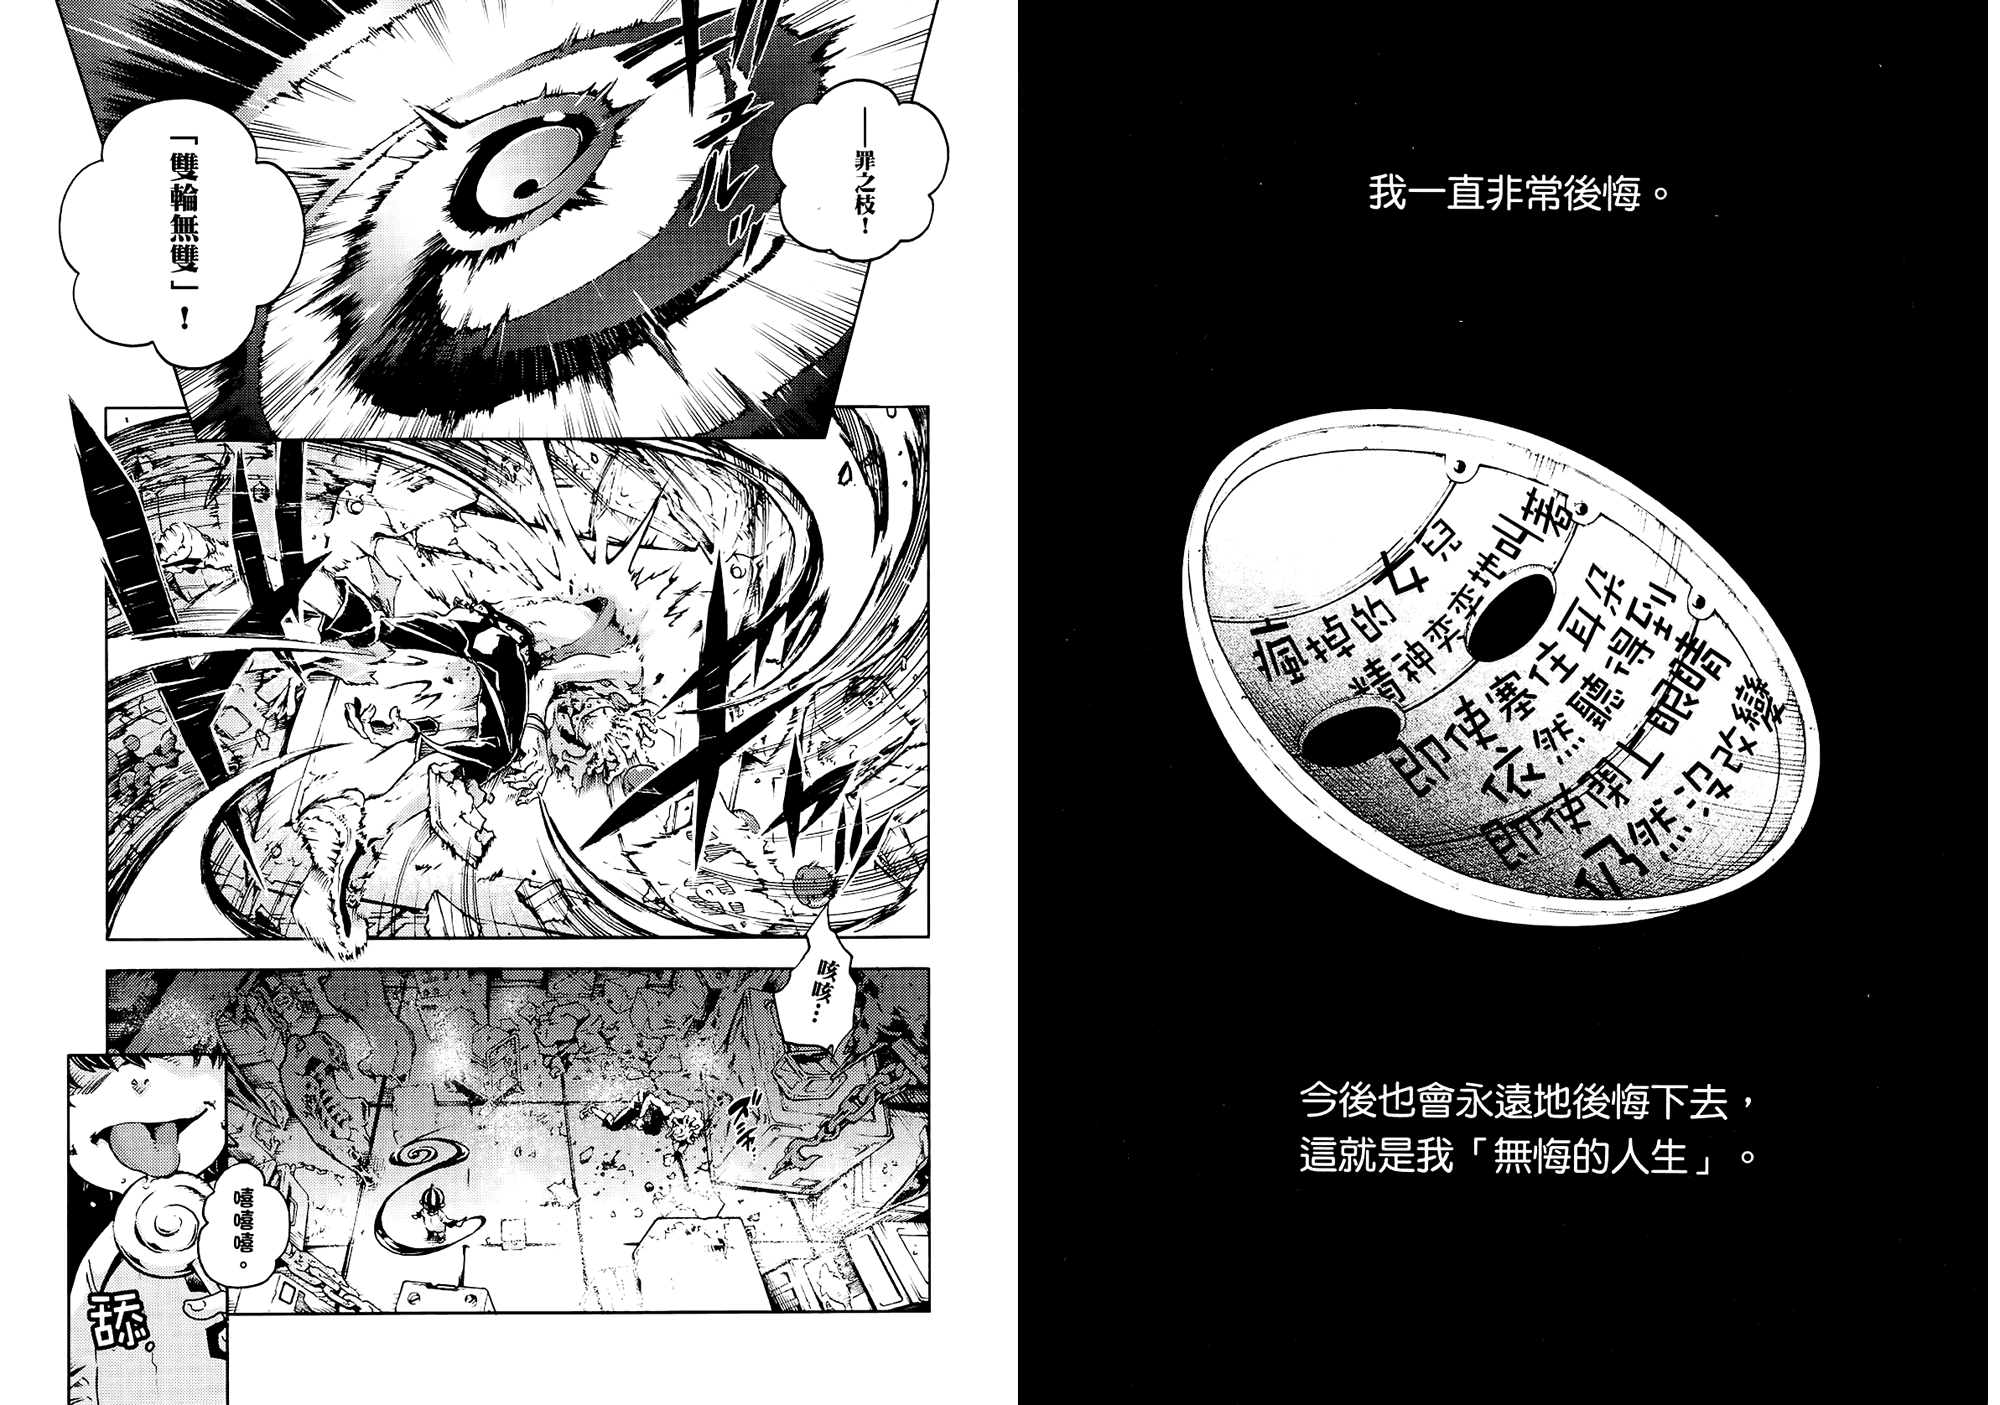 我一直非常後悔。
瘋掉的女兒
精神奕奕地叫著
即使塞住耳朵
依然聽得到
即使閉上眼睛
仍然沒改變
今後也會永遠地後悔下去，
這就是我「無悔的人生」。
——罪之枝！
「雙輪無雙」！
咳咳…
嘻嘻嘻。
舔。